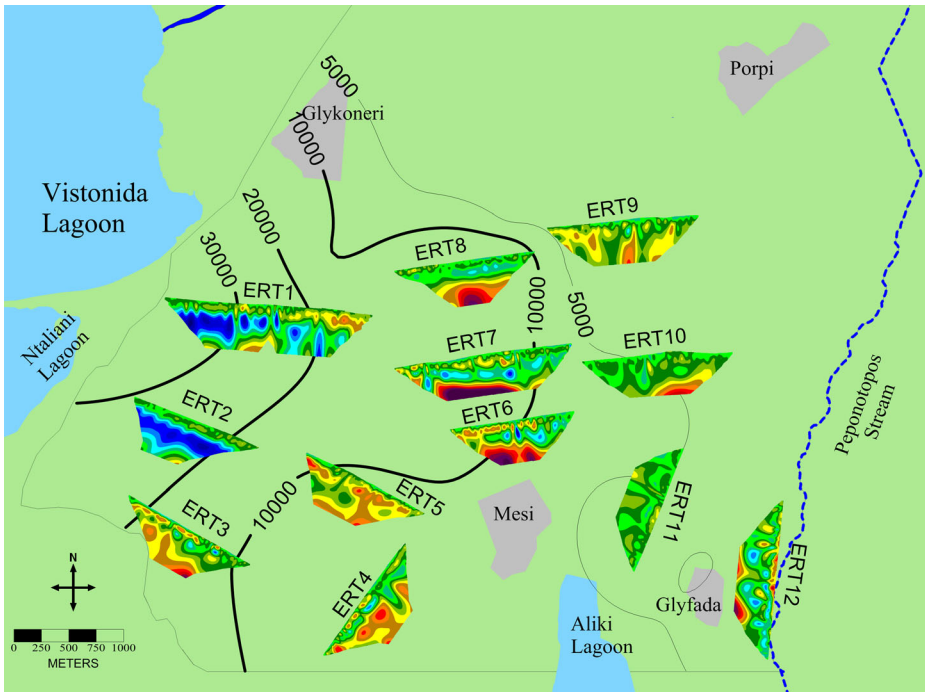 Porpi
5000
Glykoneri
10000
Vistonida
Lagoon
20000
ERT9
30000
ERT8
ERT1
10000
5000
Ntaliani
Lagoon
ERT7
ERT10
ERT2
ERT6
Peponotopos
Stream
10000
ERT5
ERT3
Mesi
ERT11
N
ERT4
ERT12
Glyfada
Aliki
Lagoon
0 250 500 750 1000
METERS